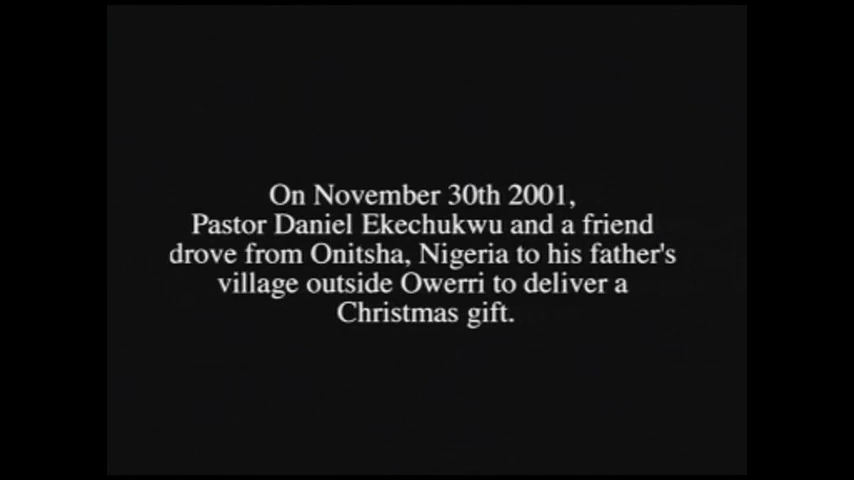 On November 30th 2001,
Pastor Daniel Ekechukwu and a friend
drove from Onitsha, Nigeria to his father's
village outside Owerri to deliver a
Christmas gift.